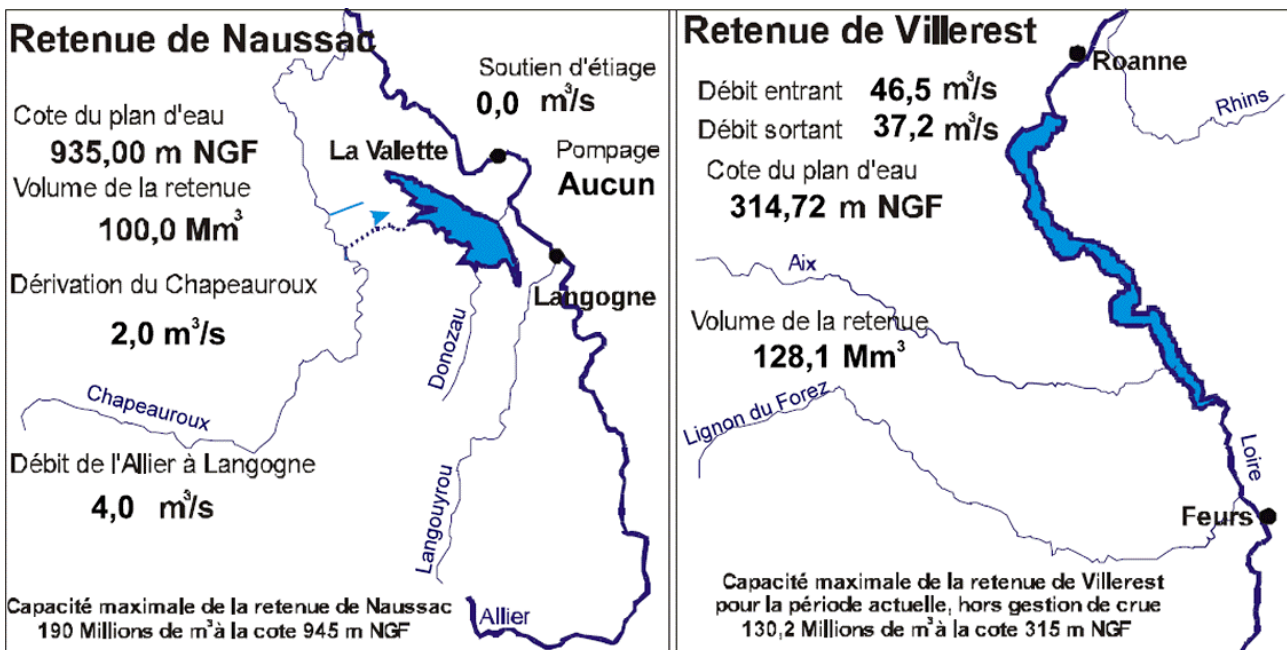 Retenue de Naussac
Soutien d'étiage
0,0 m³/s
Cote du plan d'eau
935,00 m NGF
La Valette
Pompage
Aucun
Volume de la retenue
100,0 Mm³
Dérivation du Chapeauroux
2,0 m³/s
Langogne
Donozau
Chapeauroux
Débit de l'Allier à Langogne
4,0 m³/s
Langouyrou
Capacité maximale de la retenue de Naussac
190 Millions de m³à la cote 945 m NGF
Allier
Retenue de Villerest
Roanne
Débit entrant 46,5 m³/s
Débit sortant 37,2 m³/s
Rhins
Cote du plan d'eau
314,72 m NGF
Aix
Volume de la retenue
128,1 Mm³
Lignon du Forez
Loire
Feurs
Capacité maximale de la retenue de Villerest
pour la période actuelle, hors gestion de crue
130,2 Millions de m³à la cote 315 m NGF